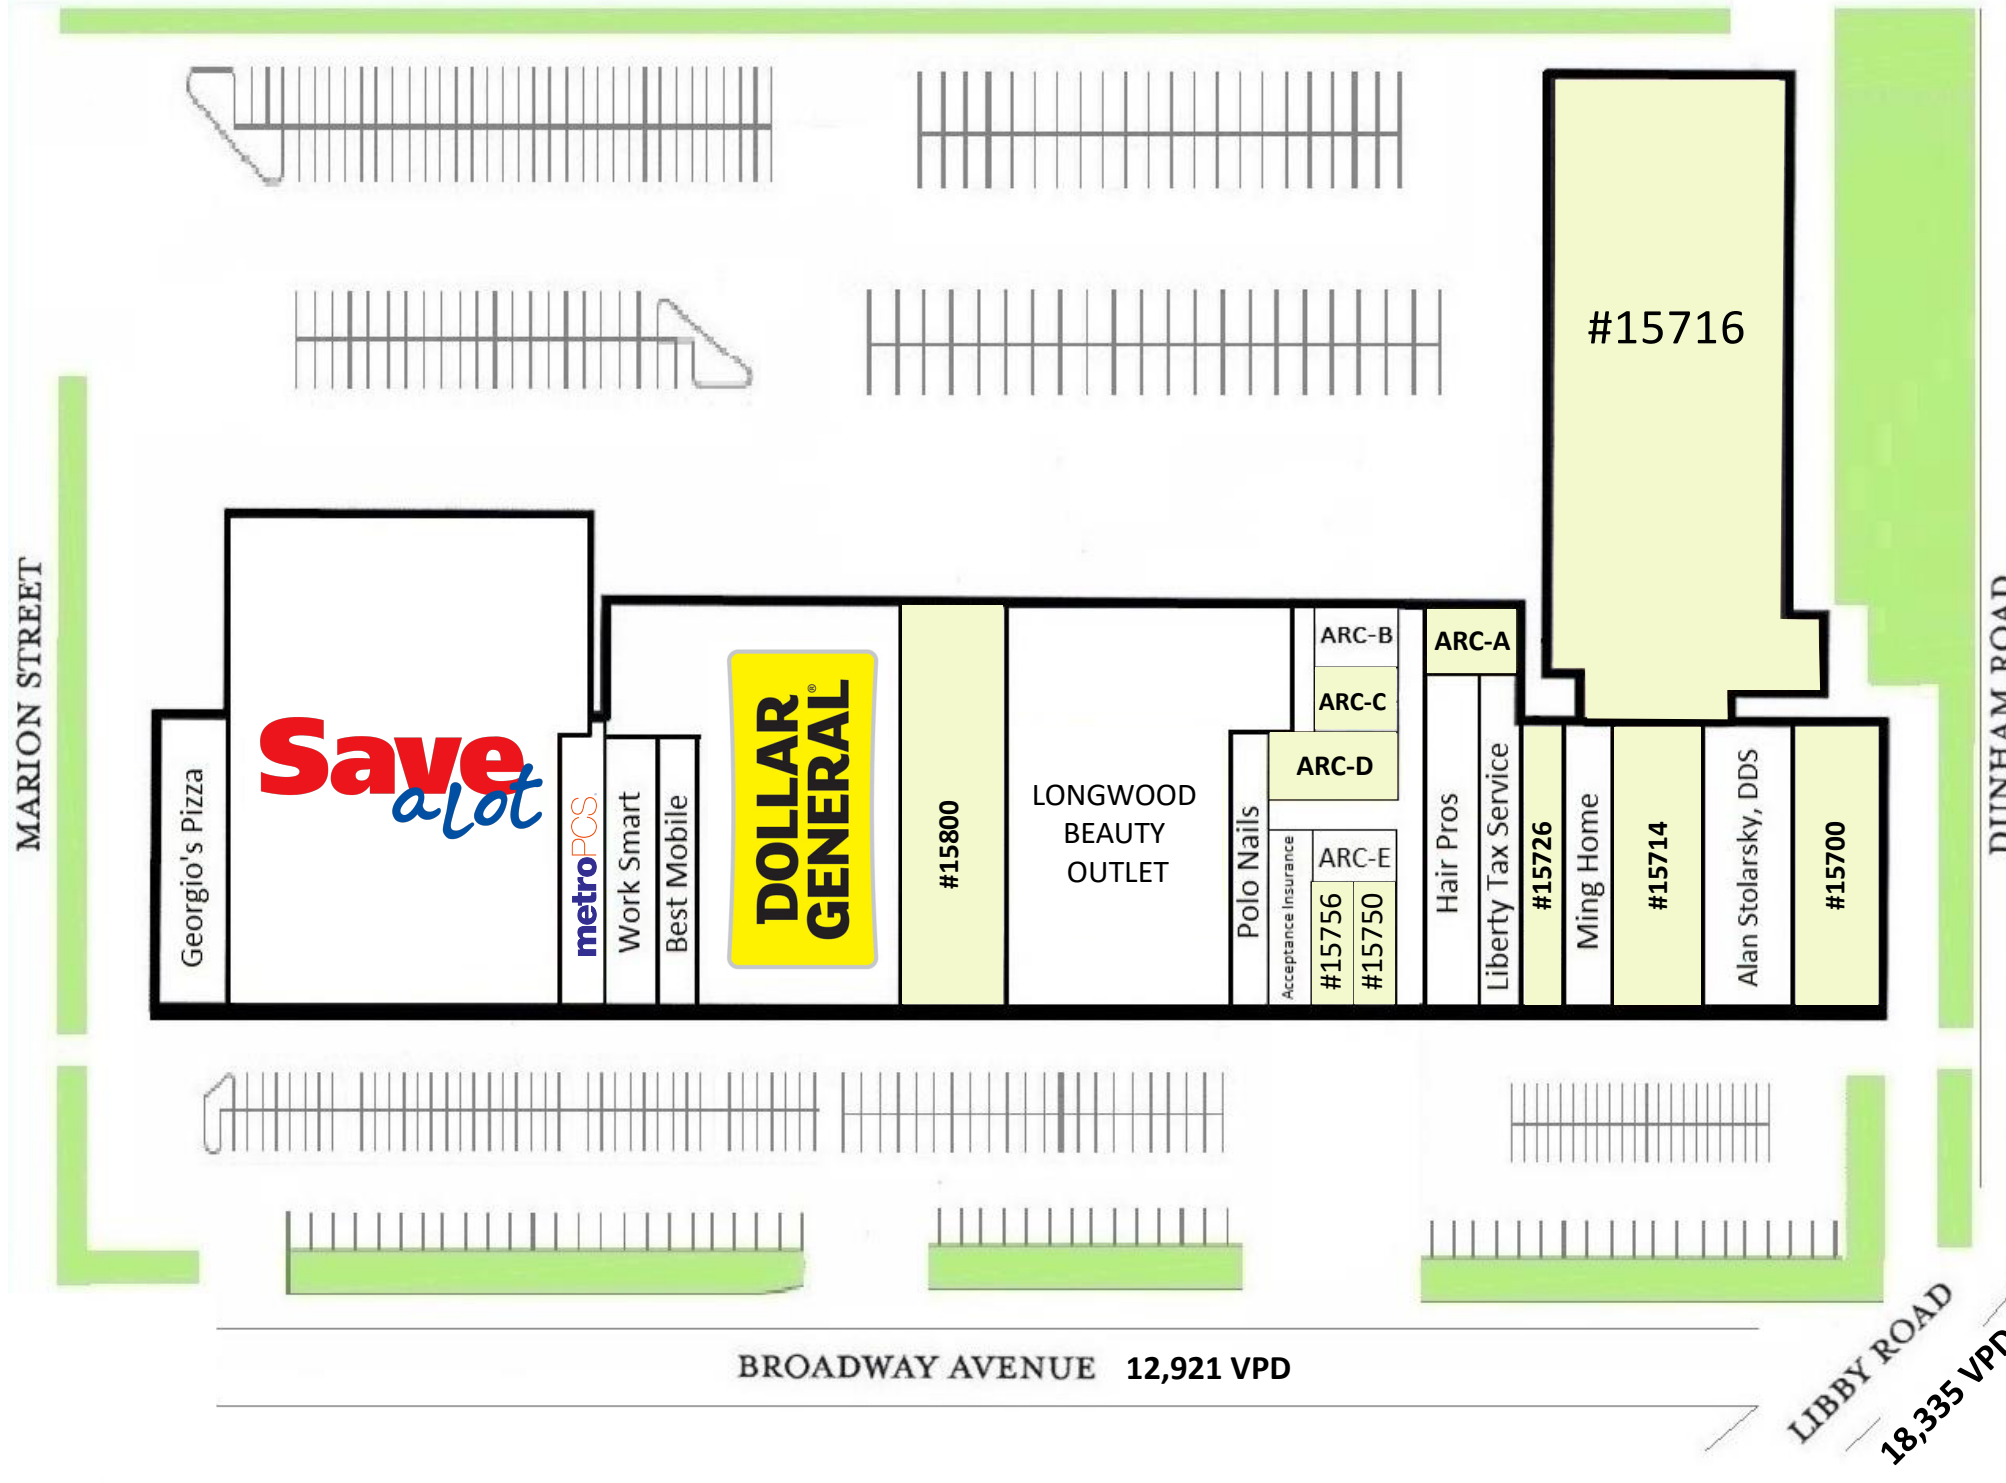 #15716
MARION STREET
DUNHAM ROAD
Georgio's Pizza
Save
a Lot
metroPCS.
Work Smart
Best Mobile
DOLLAR
GENERAL®
#15800
LONGWOOD
BEAUTY
OUTLET
Polo Nails
ARC-B
ARC-C
ARC-D
Acceptance Insurance
ARC-E
#15756
#15750
ARC-A
Hair Pros
Liberty Tax Service
#15726
Ming Home
#15714
Alan Stolarsky, DDS
#15700
BROADWAY AVENUE 12,921 VPD
LIBBY ROAD
18,335 VPD